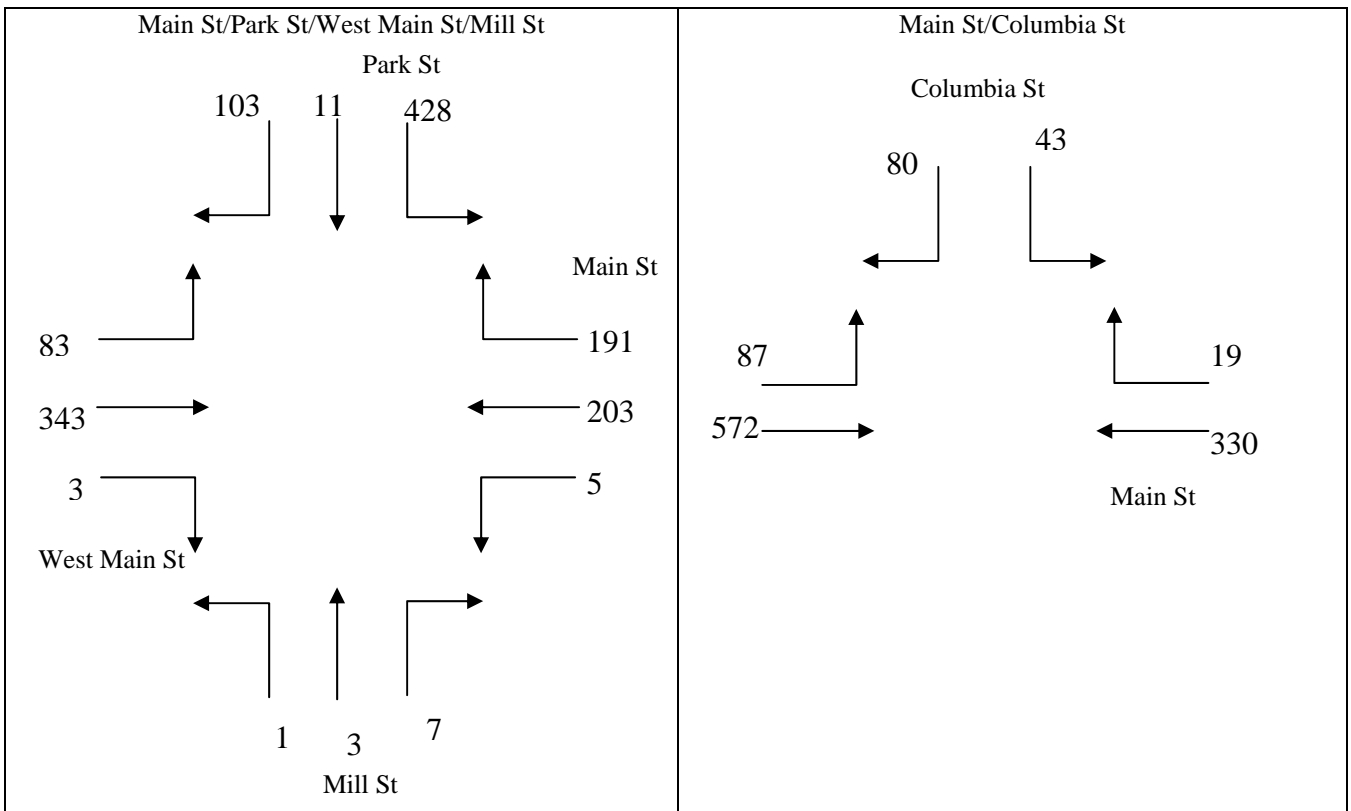 Main St/Park St/West Main St/Mill St
Park St
103 11 428
Main St
83 191
343 203
3 5
West Main St
1 3 7
Mill St
Main St/Columbia St
Columbia St
80 43
87 19
572 330
Main St